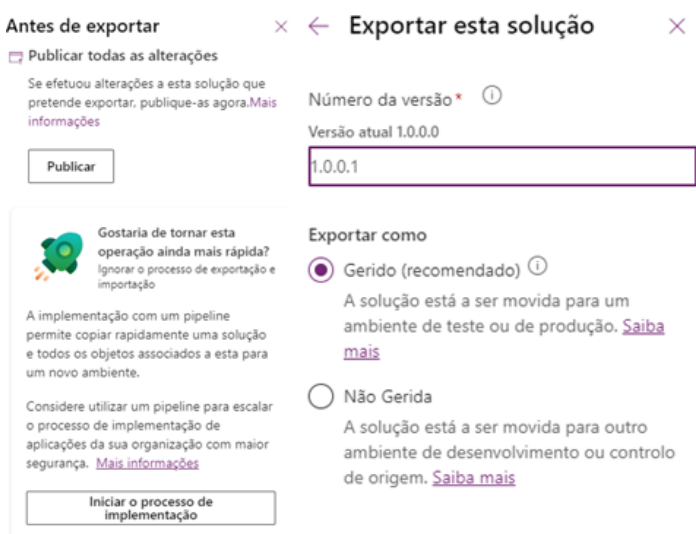 Antes de exportar
Publicar todas as alterações
Se efetuou alterações a esta solução que
pretende exportar, publique-as agora.Mais
informações
Publicar
Gostaria de tornar esta
operação ainda mais rápida?
Ignorar o processo de exportação e
importação
A implementação com um pipeline
permite copiar rapidamente uma solução
e todos os objetos associados a esta para
um novo ambiente.
Considere utilizar um pipeline para escalar
o processo de implementação de
aplicações da sua organização com maior
segurança. Mais informações
Iniciar o processo de
implementação
Exportar esta solução
Número da versão*
Versão atual 1.0.0.0
1.0.0.1
Exportar como
Gerido (recomendado)
A solução está a ser movida para um
ambiente de teste ou de produção. Saiba
mais
Não Gerida
A solução está a ser movida para outro
ambiente de desenvolvimento ou controlo
de origem. Saiba mais